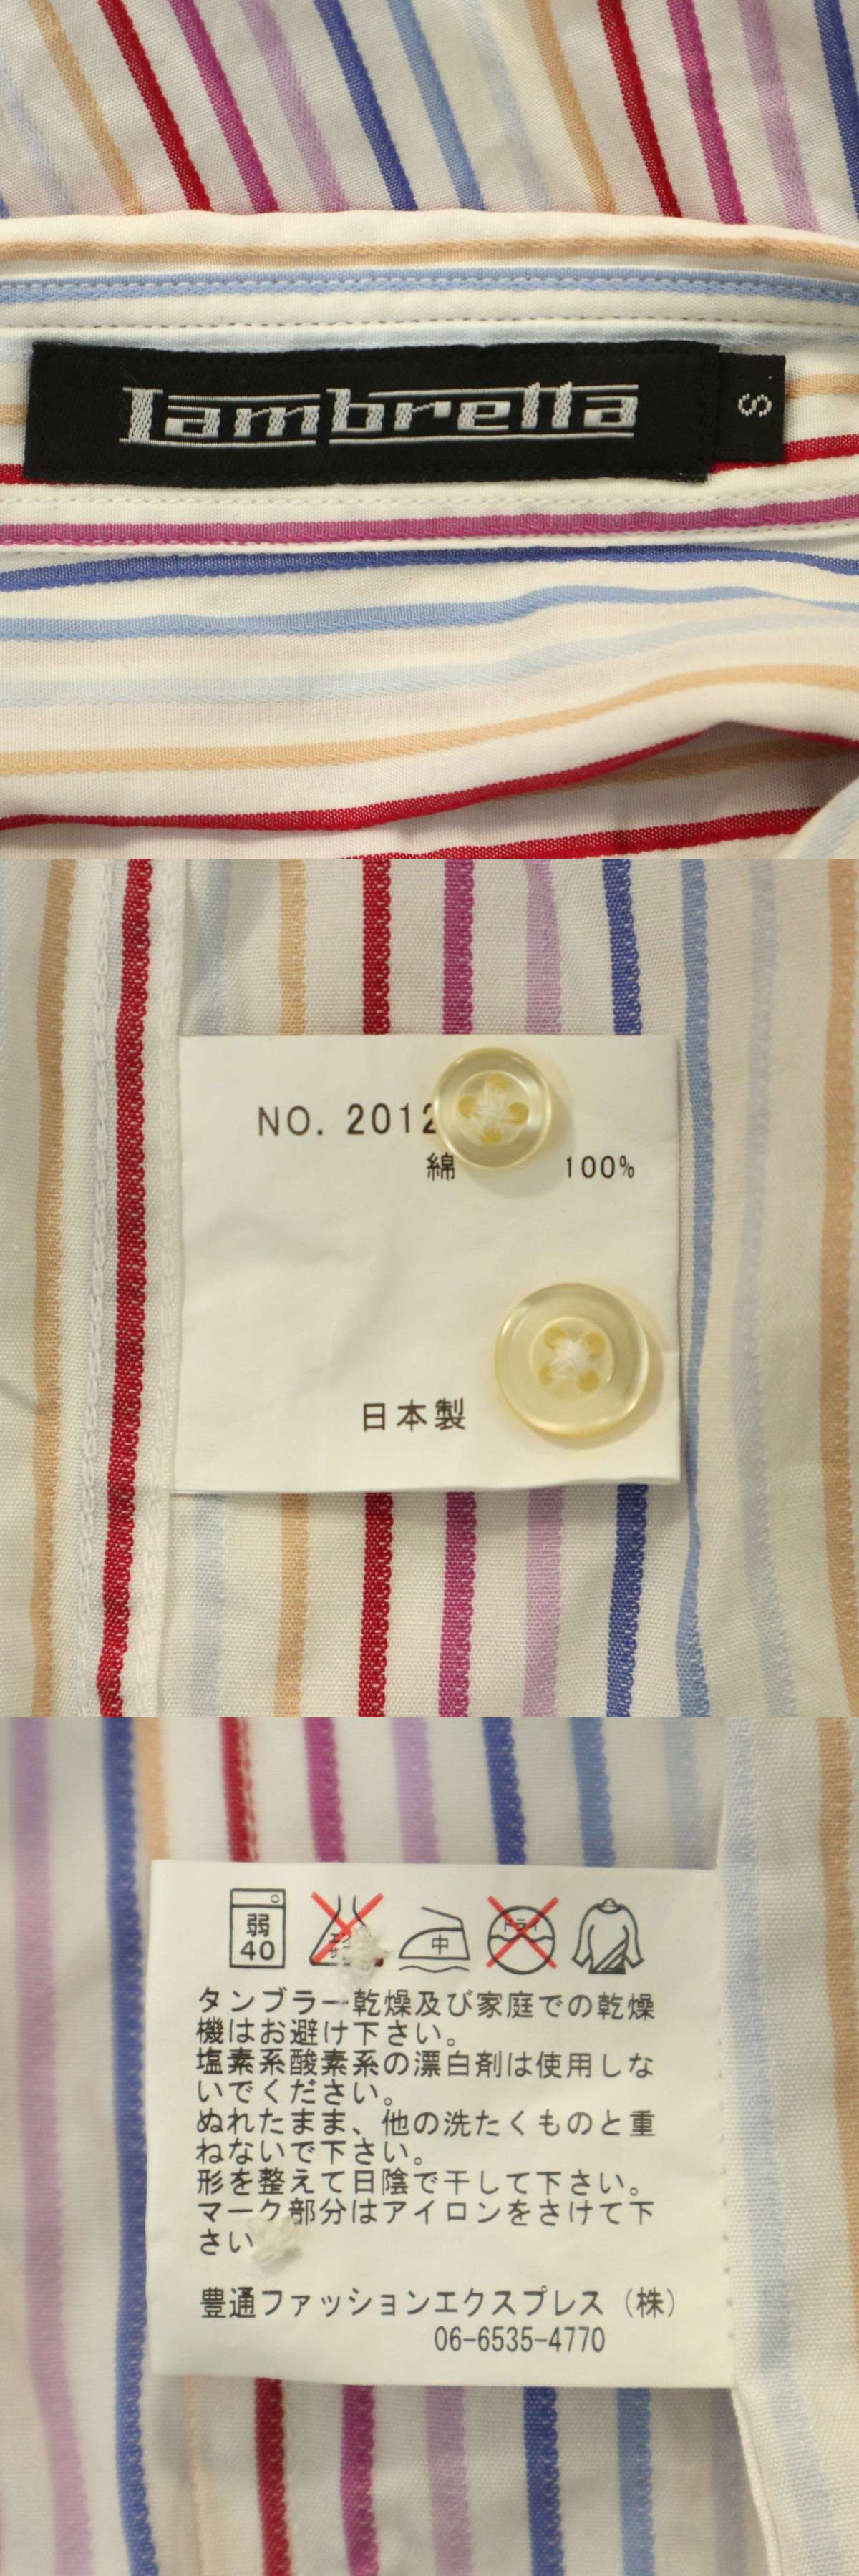 Lambretta
S
NO. 2012
綿 100%
日本製
弱
40
中
ドライ
タンブラー乾燥及び家庭での乾燥
機はお避け下さい。
塩素系酸素系の漂白剤は使用しな
いでください。
ぬれたまま、他の洗たくものと重
ねないで下さい。
形を整えて日陰で干して下さい。
マーク部分はアイロンをさけて下
さい
豊通ファッションエクスプレス（株）
06-6535-4770